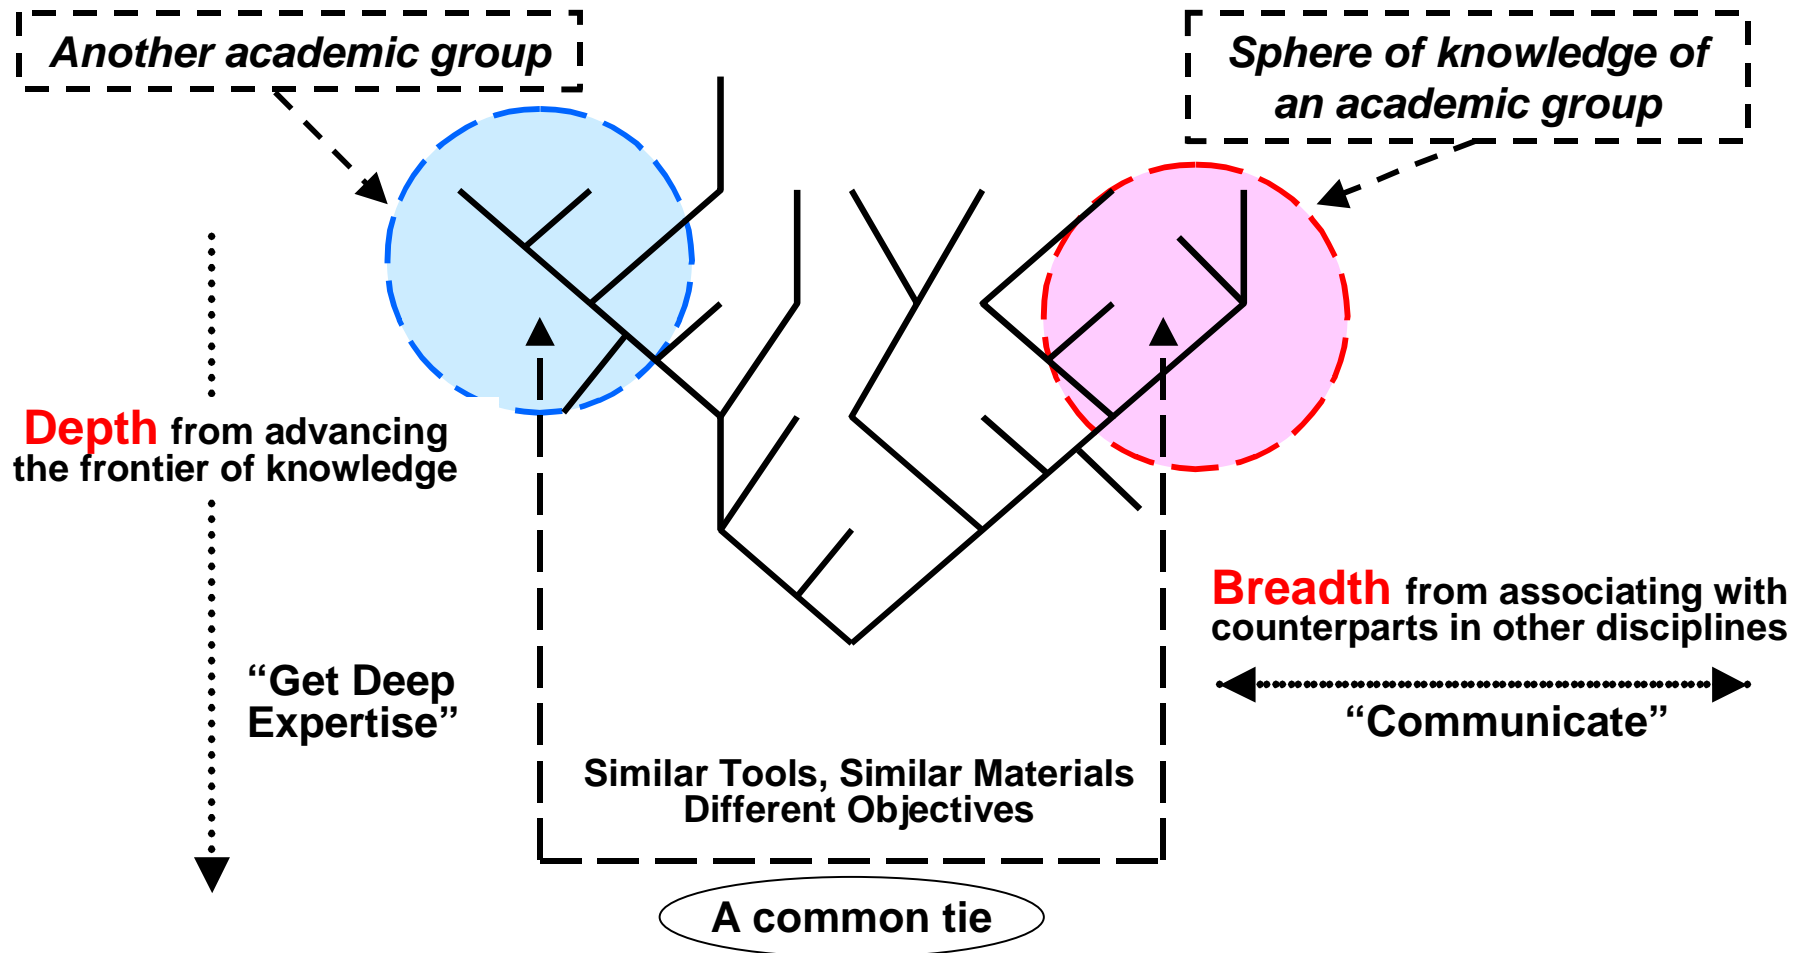 Another academic group
Sphere of knowledge of
an academic group
Depth from advancing
the frontier of knowledge
“Get Deep
Expertise”
Breadth from associating with
counterparts in other disciplines
“Communicate”
Similar Tools, Similar Materials
Different Objectives
A common tie